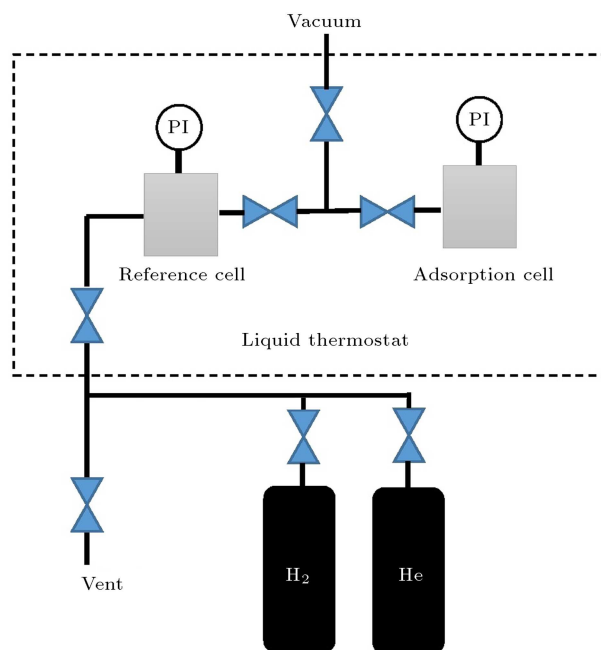 Vacuum
PI
PI
Reference cell
Adsorption cell
Liquid thermostat
H₂
He
Vent